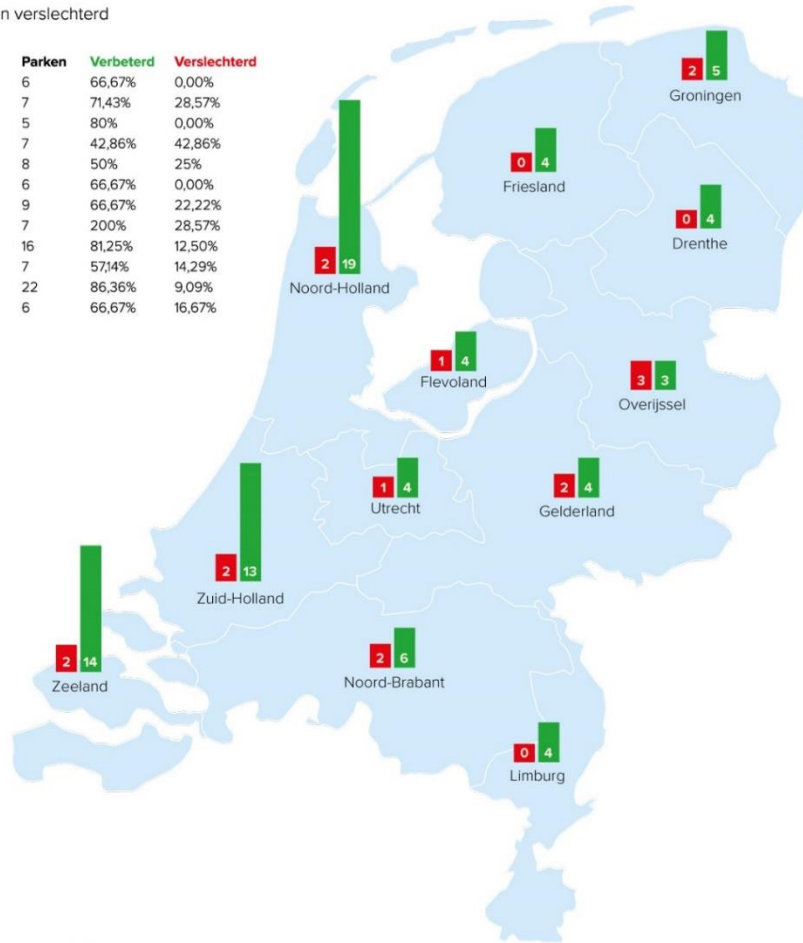 n verslechterd
Parken Verbeterd Verslechterd
6 66,67% 0,00%
7 71,43% 28,57%
5 80% 0,00%
7 42,86% 42,86%
8 50% 25%
6 66,67% 0,00%
9 66,67% 22,22%
7 200% 28,57%
16 81,25% 12,50%
7 57,14% 14,29%
22 86,36% 9,09%
6 66,67% 16,67%
2 5
Groningen
0 4
Friesland
0 4
Drenthe
2 19
Noord-Holland
1 4
Flevoland
3 3
Overijssel
1 4
Utrecht
2 4
Gelderland
2 13
Zuid-Holland
2 14
Zeeland
2 6
Noord-Brabant
0 4
Limburg